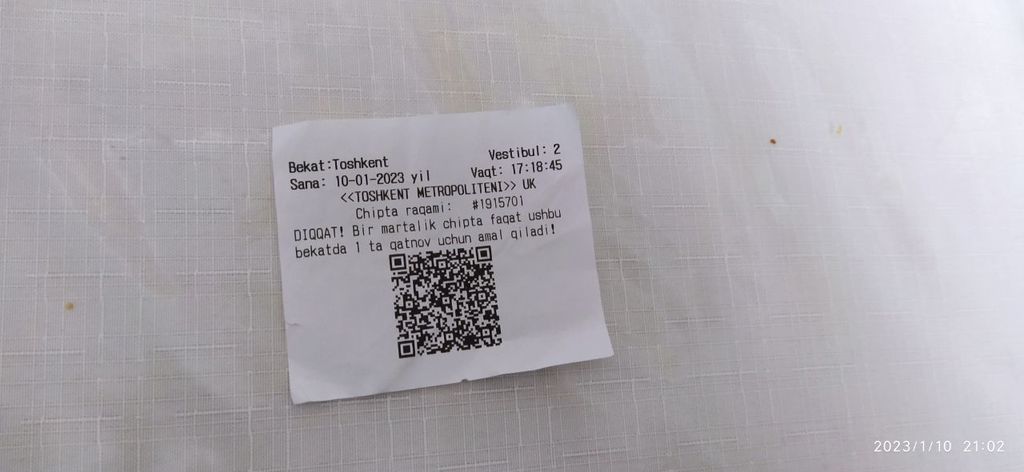 Bekat:Toshkent Vestibul: 2
Sana: 10-01-2023 yil Vaqt: 17:18:45
<<TOSHKENT METROPOLITENI>> UK
Chipta raqami: #1915701
DIQQAT! Bir martalik chipta faqat ushbu
bekatda 1 ta qatnov uchun amal qiladi!
2023/1/10 21:02